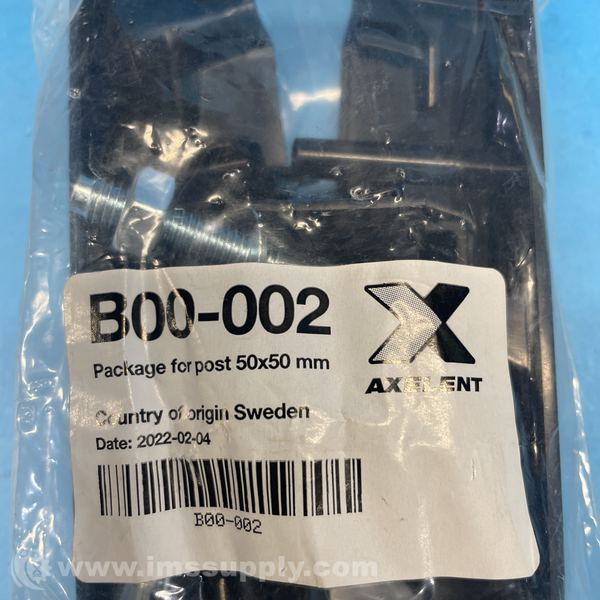 B00-002
Package for post 50x50 mm
AXELENT
Country of origin Sweden
Date: 2022-02-04
B00-002
www.imssupply.com